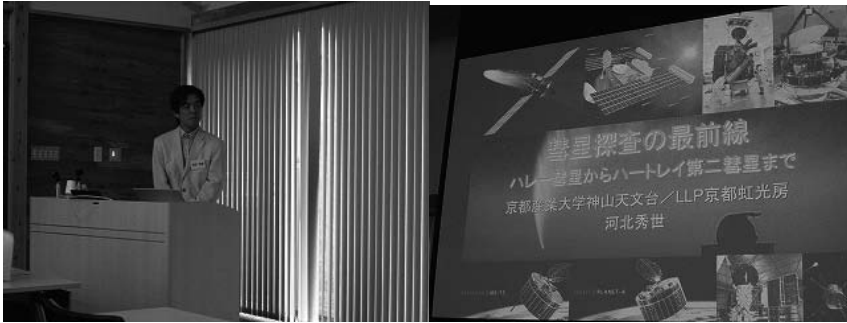 彗星探査の最前線
ハレー彗星からハートレイ第二彗星まで
京都産業大学神山天文台／LLP京都虹光房
河北秀世
PLANET-A